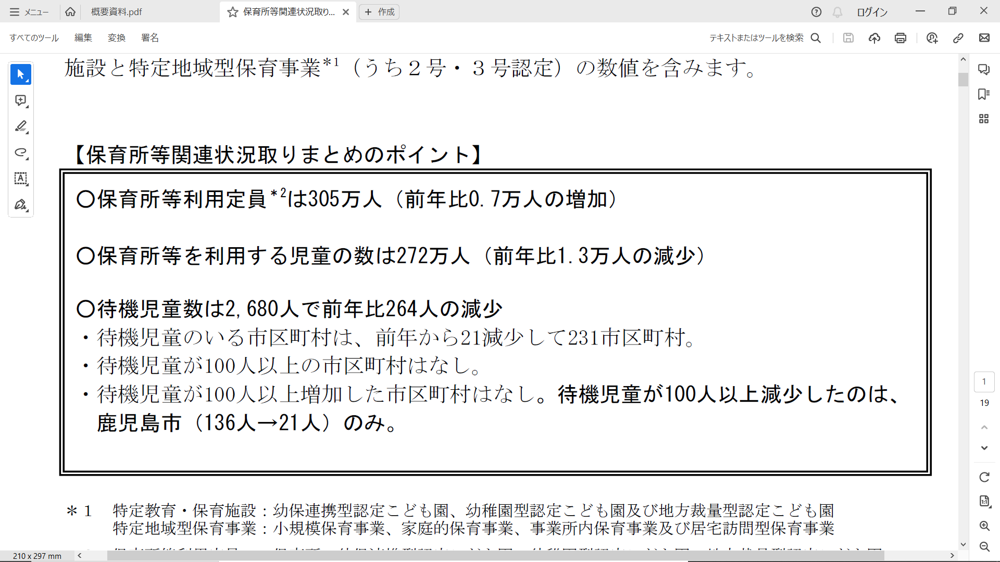 メニュー
概要資料.pdf
保育所等関連状況取り...
作成
ログイン
すべてのツール
編集
変換
署名
テキストまたはツールを検索
施設と特定地域型保育事業＊1（うち２号・３号認定）の数値を含みます。
【保育所等関連状況取りまとめのポイント】
〇保育所等利用定員＊2は305万人（前年比0.7万人の増加）
〇保育所等を利用する児童の数は272万人（前年比1.3万人の減少）
〇待機児童数は2,680人で前年比264人の減少
・待機児童のいる市区町村は、前年から21減少して231市区町村。
・待機児童が100人以上の市区町村はなし。
・待機児童が100人以上増加した市区町村はなし。待機児童が100人以上減少したのは、
鹿児島市（136人→21人）のみ。
＊１ 特定教育・保育施設：幼保連携型認定こども園、幼稚園型認定こども園及び地方裁量型認定こども園
特定地域型保育事業：小規模保育事業、家庭的保育事業、事業所内保育事業及び居宅訪問型保育事業
1
19
210 x 297 mm